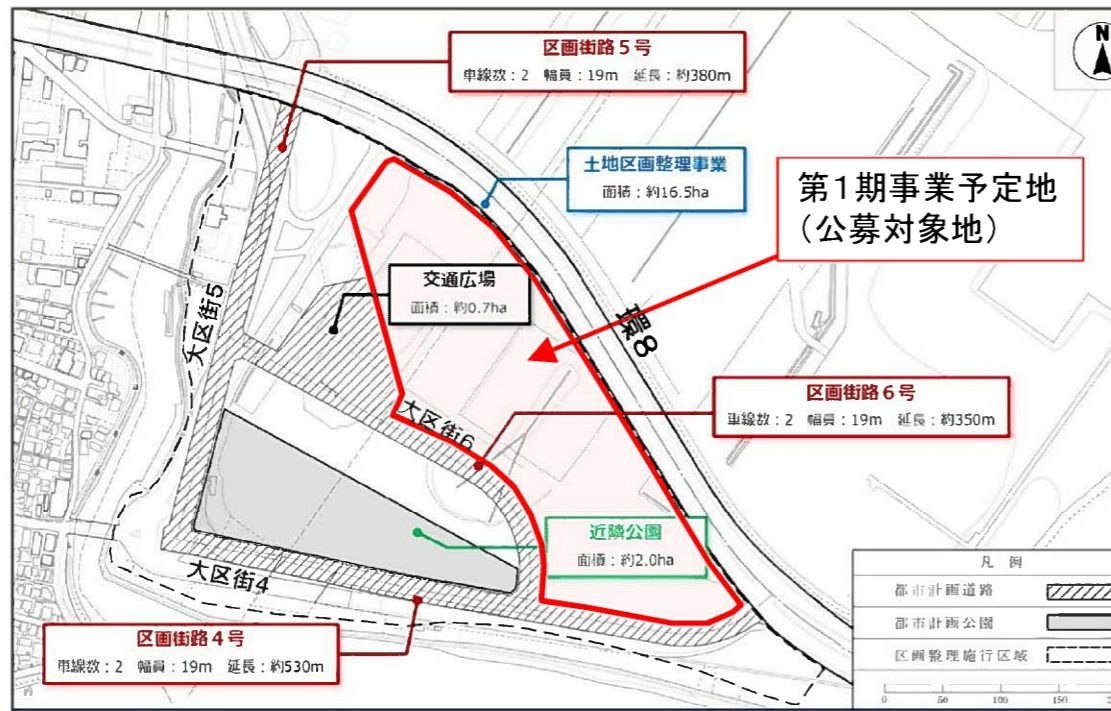 区画街路5号
車線数：2 幅員：19m 延長：約380m
N
土地区画整理事業
面積：約16.5ha
第1期事業予定地
（公募対象地）
交通広場
面積：約0.7ha
環8
大区街5
区画街路6号
車線数：2 幅員：19m 延長：約350m
大区街6
近隣公園
面積：約2.0ha
大区街4
区画街路4号
車線数：2 幅員：19m 延長：約530m
凡例
都市計画道路
都市計画公園
区画整理施行区域
0 50 100 150